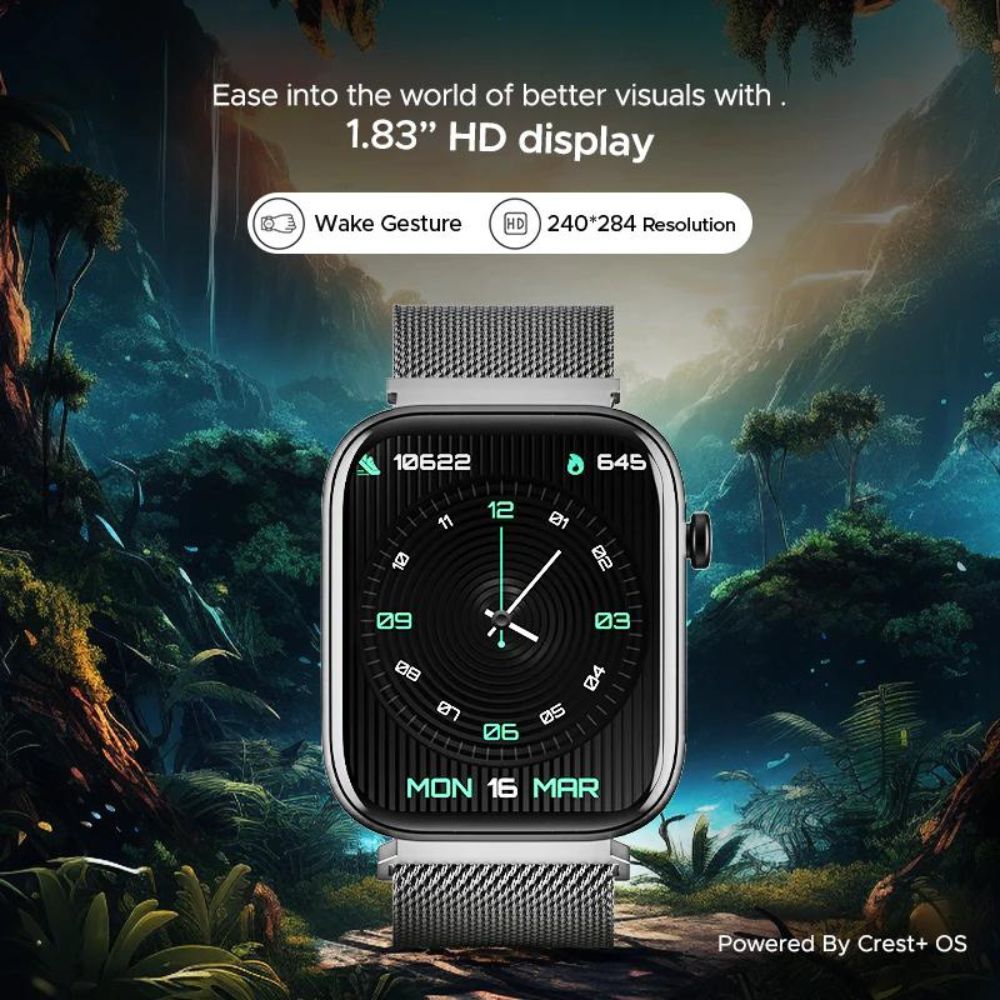 Ease into the world of better visuals with .
1.83” HD display
Wake Gesture HD 240*284 Resolution
10622 645
12
11 01
10 02
09 03
08 04
07 05
06
MON 16 MAR
Powered By Crest+ OS